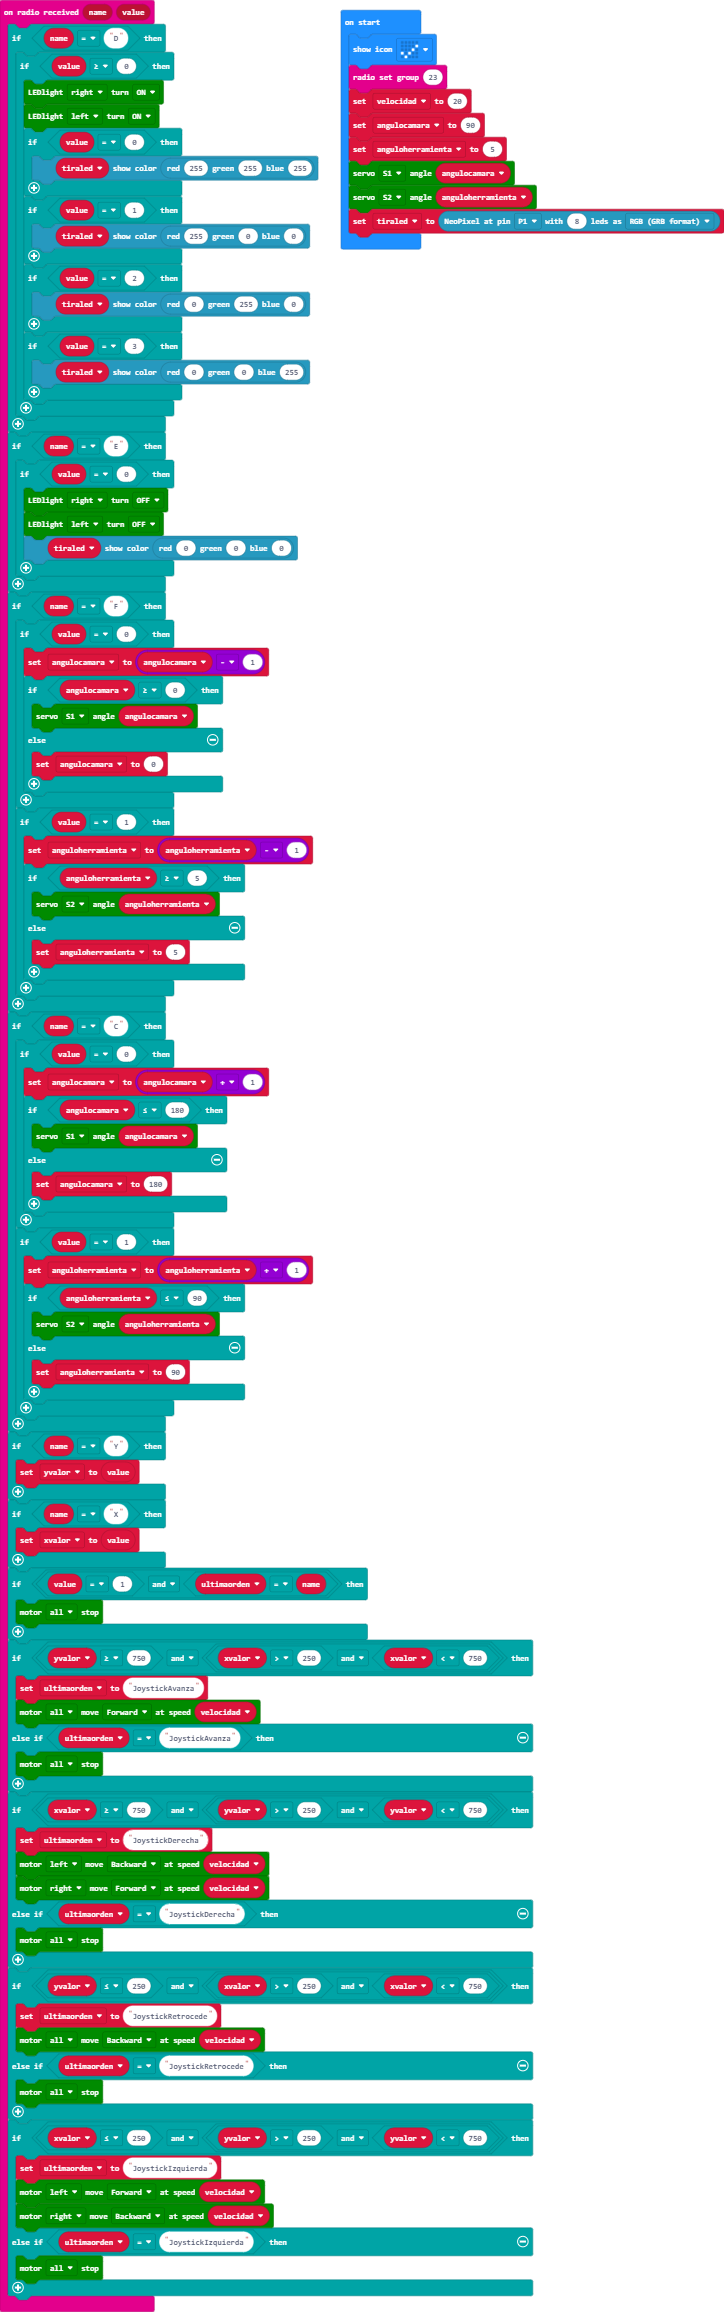 on radio received name value
if name = "D" then
if value ≥ 0 then
LEDlight right turn ON
LEDlight left turn ON
if value = 0 then
tiraled show color red 255 green 255 blue 255
if value = 1 then
tiraled show color red 255 green 0 blue 0
if value = 2 then
tiraled show color red 0 green 255 blue 0
if value = 3 then
tiraled show color red 0 green 0 blue 255
if name = "E" then
if value = 0 then
LEDlight right turn OFF
LEDlight left turn OFF
tiraled show color red 0 green 0 blue 0
if name = "F" then
if value = 0 then
set angulocamara to angulocamara - 1
if angulocamara ≥ 0 then
servo S1 angle angulocamara
else
set angulocamara to 0
if value = 1 then
set anguloherramienta to anguloherramienta - 1
if anguloherramienta ≥ 5 then
servo S2 angle anguloherramienta
else
set anguloherramienta to 5
if name = "C" then
if value = 0 then
set angulocamara to angulocamara + 1
if angulocamara ≤ 180 then
servo S1 angle angulocamara
else
set angulocamara to 180
if value = 1 then
set anguloherramienta to anguloherramienta + 1
if anguloherramienta ≤ 90 then
servo S2 angle anguloherramienta
else
set anguloherramienta to 90
if name = "Y" then
set yvalor to value
if name = "X" then
set xvalor to value
if value = 1 and ultimaorden = name then
motor all stop
if yvalor ≥ 750 and xvalor > 250 and xvalor < 750 then
set ultimaorden to "JoystickAvanza"
motor all move Forward at speed velocidad
else if ultimaorden = "JoystickAvanza" then
motor all stop
if xvalor ≥ 750 and yvalor > 250 and yvalor < 750 then
set ultimaorden to "JoystickDerecha"
motor left move Backward at speed velocidad
motor right move Forward at speed velocidad
else if ultimaorden = "JoystickDerecha" then
motor all stop
if yvalor ≤ 250 and xvalor > 250 and xvalor < 750 then
set ultimaorden to "JoystickRetrocede"
motor all move Backward at speed velocidad
else if ultimaorden = "JoystickRetrocede" then
motor all stop
if xvalor ≤ 250 and yvalor > 250 and yvalor < 750 then
set ultimaorden to "JoystickIzquierda"
motor left move Forward at speed velocidad
motor right move Backward at speed velocidad
else if ultimaorden = "JoystickIzquierda" then
motor all stop
on start
show icon
radio set group 23
set velocidad to 20
set angulocamara to 90
set anguloherramienta to 5
servo S1 angle angulocamara
servo S2 angle anguloherramienta
set tiraled to NeoPixel at pin P1 with 8 leds as RGB (GRB format)